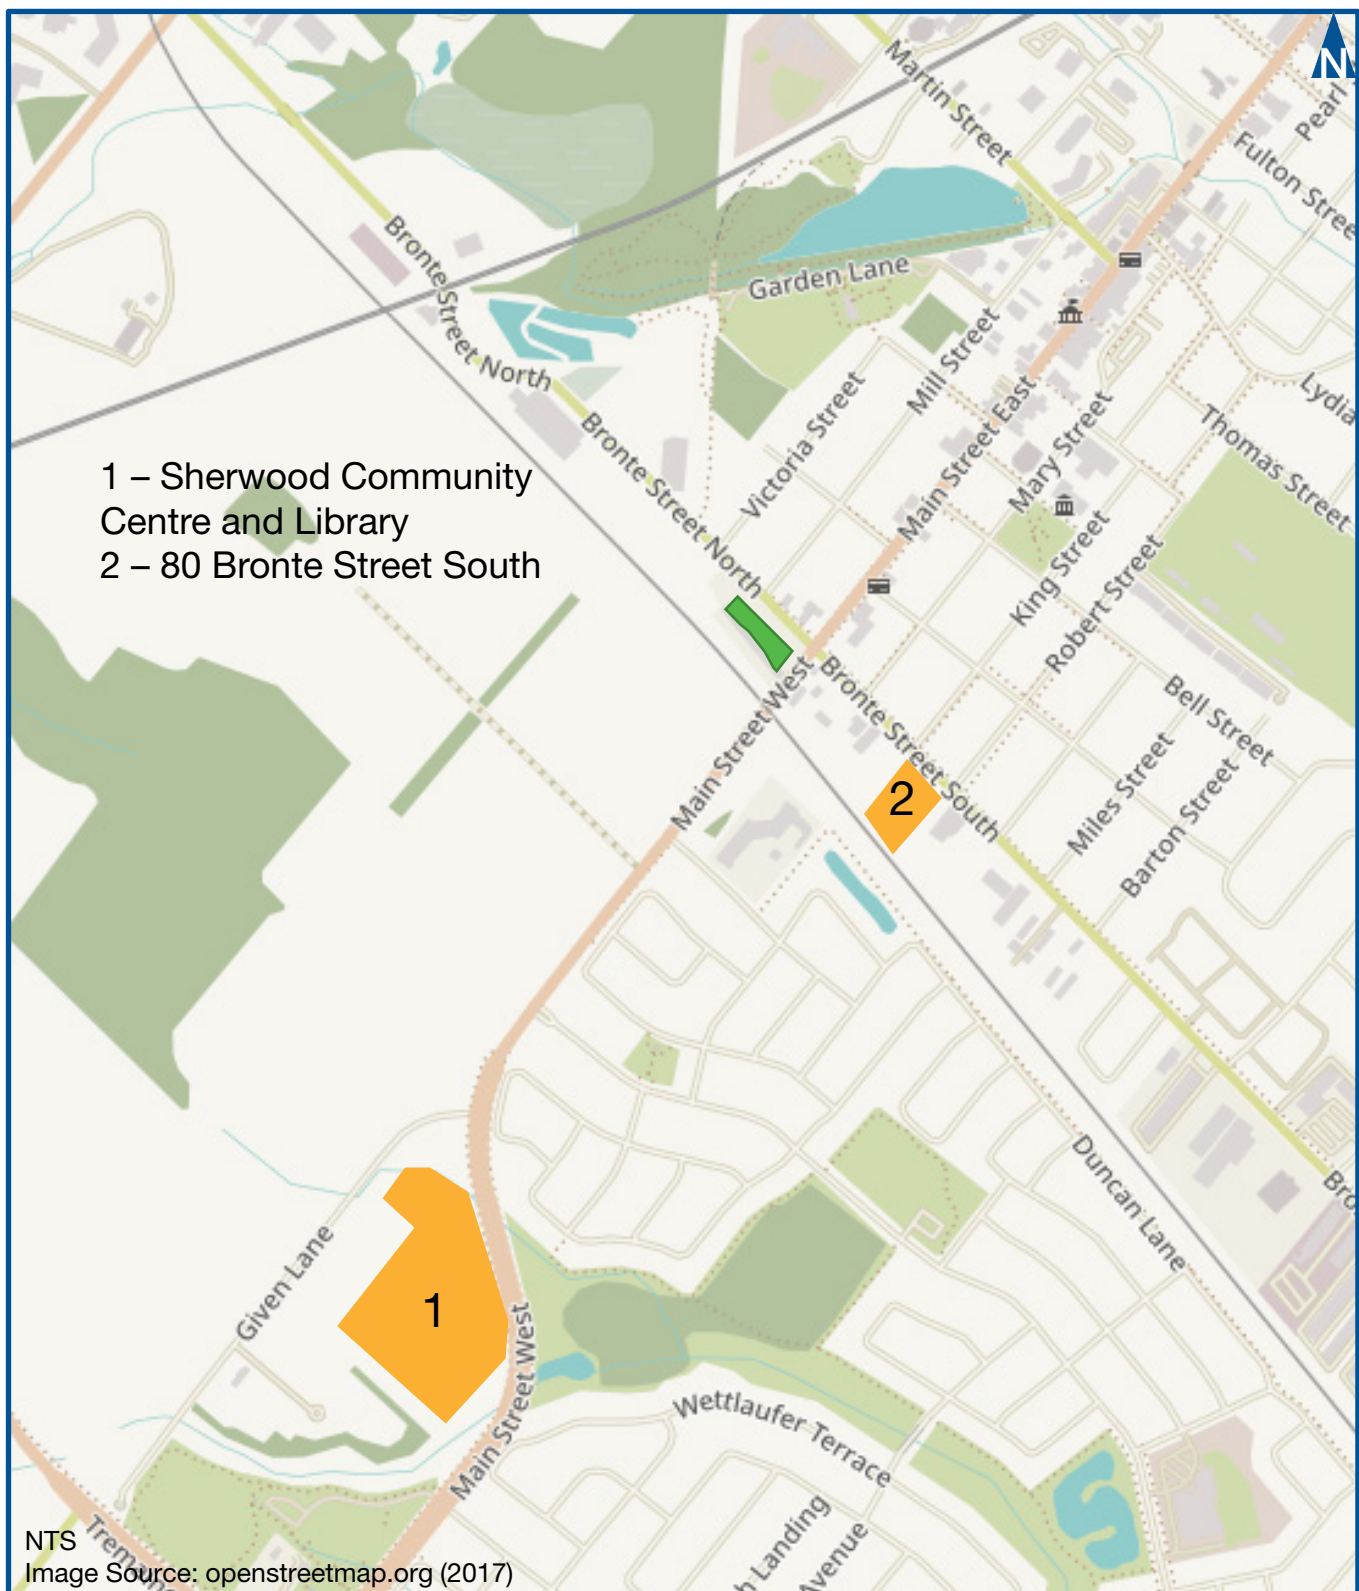 N
Martin Street
Pearl
Fulton Stree
Bronte Street North
Garden Lane
Mill Street
Lydia
Victoria Street
Main Street East
Mary Street
Thomas Street
Bronte Street North
1 – Sherwood Community
Centre and Library
2 – 80 Bronte Street South
King Street
Robert Street
Main Street West
Bronte Street South
Bell Street
Miles Street
Barton Street
2
Duncan Lane
Bro
Given Lane
1
Main Street West
Wettlaufer Terrace
h Landing
Avenue
NTS
Image Source: openstreetmap.org (2017)